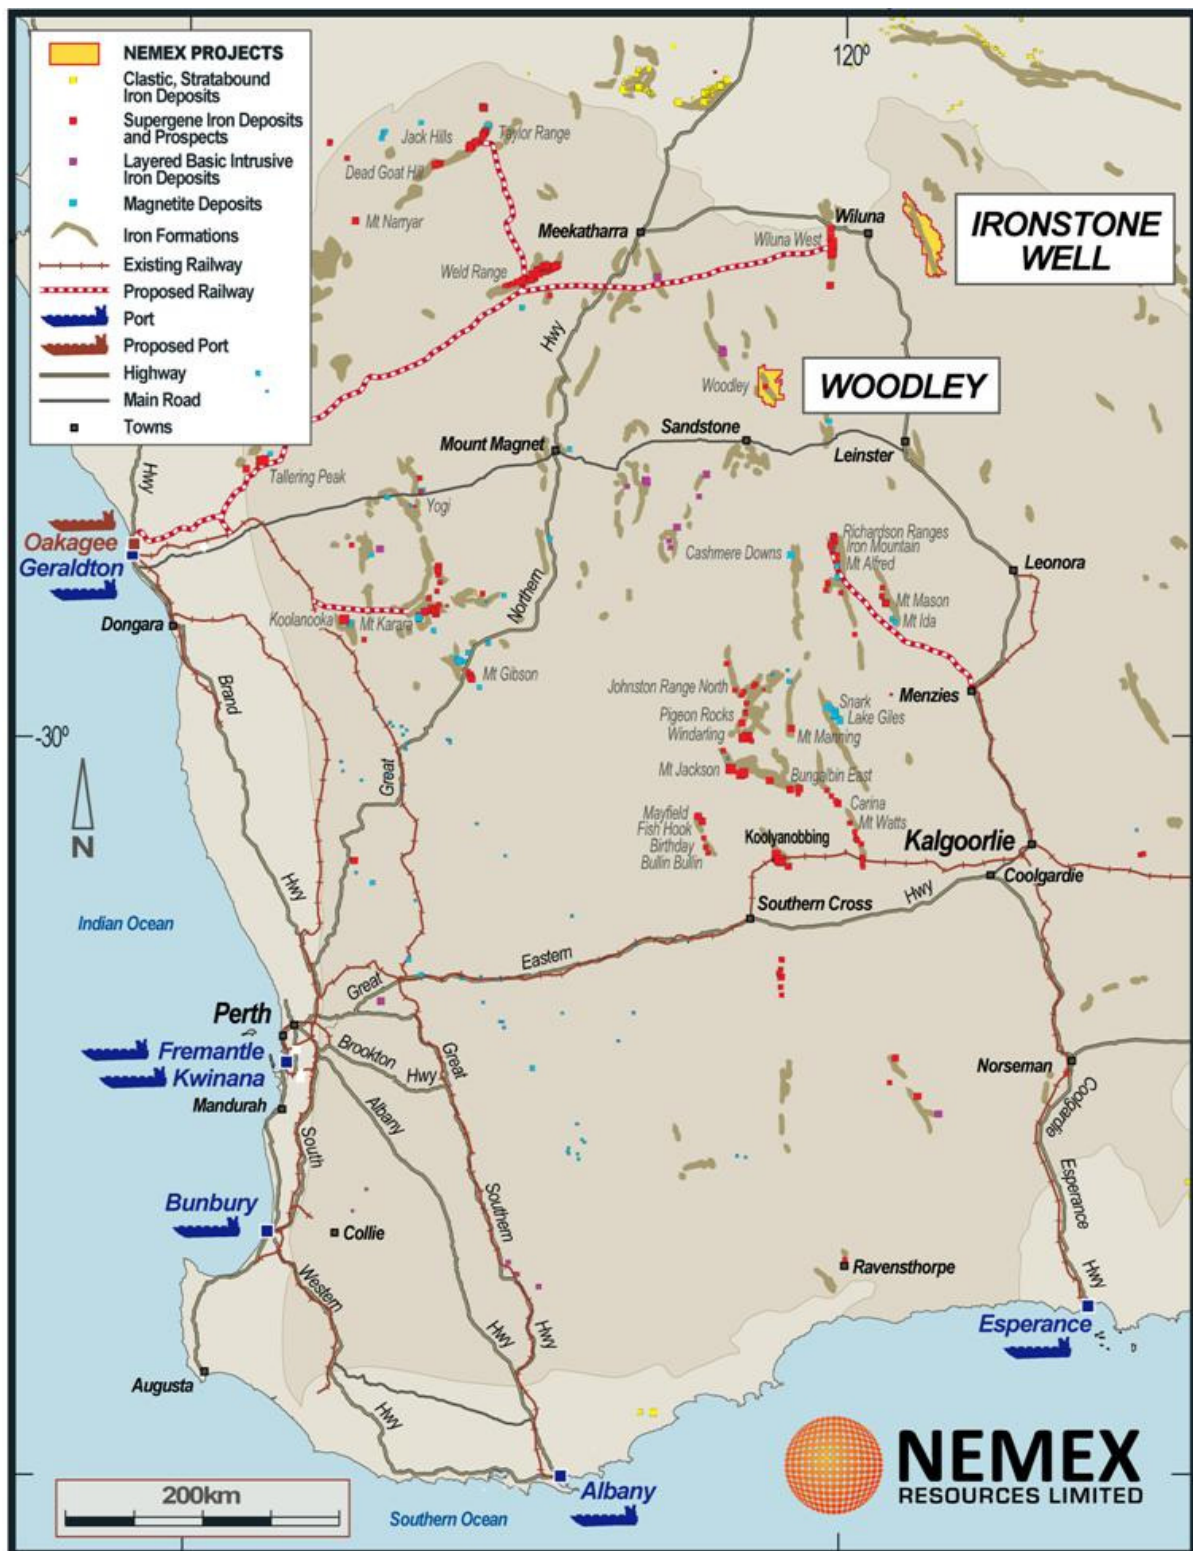 NEMEX PROJECTS
Clastic, Stratabound
Iron Deposits
Supergene Iron Deposits
and Prospects
Layered Basic Intrusive
Iron Deposits
Magnetite Deposits
Iron Formations
Existing Railway
Proposed Railway
Port
Proposed Port
Highway
Main Road
Towns
120°
Jack Hills
Taylor Range
Dead Goat Hill
Mt Narryar
Meekatharra
Wiluna
Wiluna West
IRONSTONE
WELL
Weld Range
Hwy
Woodley
WOODLEY
Mount Magnet
Sandstone
Leinster
Hwy
Tallering Peak
Yogi
Oakagee
Geraldton
Cashmere Downs
Richardson Ranges
Iron Mountain
Mt Alfred
Leonora
Northern
Mt Mason
Mt Ida
Dongara
Koolanooka
Mt Karara
Mt Gibson
Brand
Johnston Range North
Menzies
Snark
Lake Giles
Pigeon Rocks
Windarling
Mt Manning
-30°
Great
Mt Jackson
Bungalbin East
Carina
Mt Watts
Mayfield
Fish Hook
Birthday
Bullin Bullin
Koolyanobbing
Kalgoorlie
N
Hwy
Coolgardie
Southern Cross
Hwy
Indian Ocean
Eastern
Great
Perth
Fremantle
Kwinana
Brookton
Hwy
Great
Norseman
Mandurah
Albany
Coolgardie
South
Esperance
Bunbury
Southern
Collie
Hwy
Ravensthorpe
Western
Esperance
Hwy
Hwy
Augusta
Hwy
NEMEX
RESOURCES LIMITED
200km
Albany
Southern Ocean